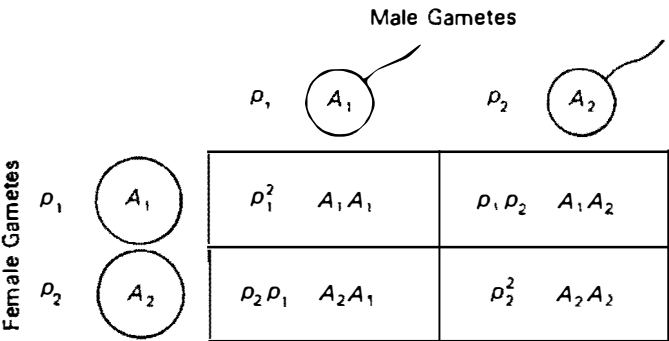 Male Gametes
p₁ A₁ p₂ A₂
Female Gametes
p₁ A₁ p₁² A₁A₁ p₁p₂ A₁A₂
p₂ A₂ p₂p₁ A₂A₁ p₂² A₂A₂